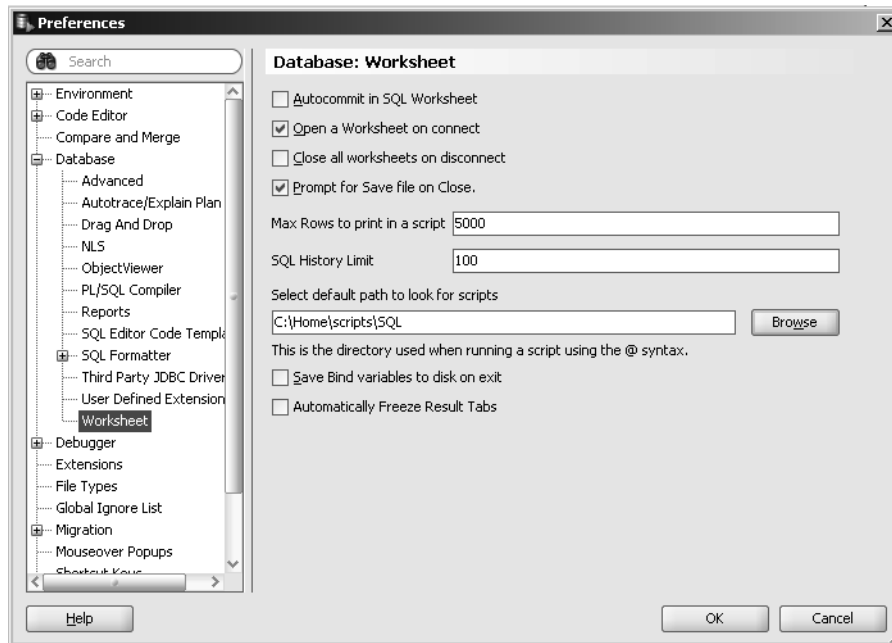 Preferences
Search
Environment
Code Editor
Compare and Merge
Database
Advanced
Autotrace/Explain Plan
Drag And Drop
NLS
ObjectViewer
PL/SQL Compiler
Reports
SQL Editor Code Templa
SQL Formatter
Third Party JDBC Driver
User Defined Extension
Worksheet
Debugger
Extensions
File Types
Global Ignore List
Migration
Mouseover Popups
Shortcut Keys
Database: Worksheet
Autocommit in SQL Worksheet
Open a Worksheet on connect
Close all worksheets on disconnect
Prompt for Save file on Close.
Max Rows to print in a script 5000
SQL History Limit 100
Select default path to look for scripts
C:\Home\scripts\SQL Browse
This is the directory used when running a script using the @ syntax.
Save Bind variables to disk on exit
Automatically Freeze Result Tabs
Help OK Cancel